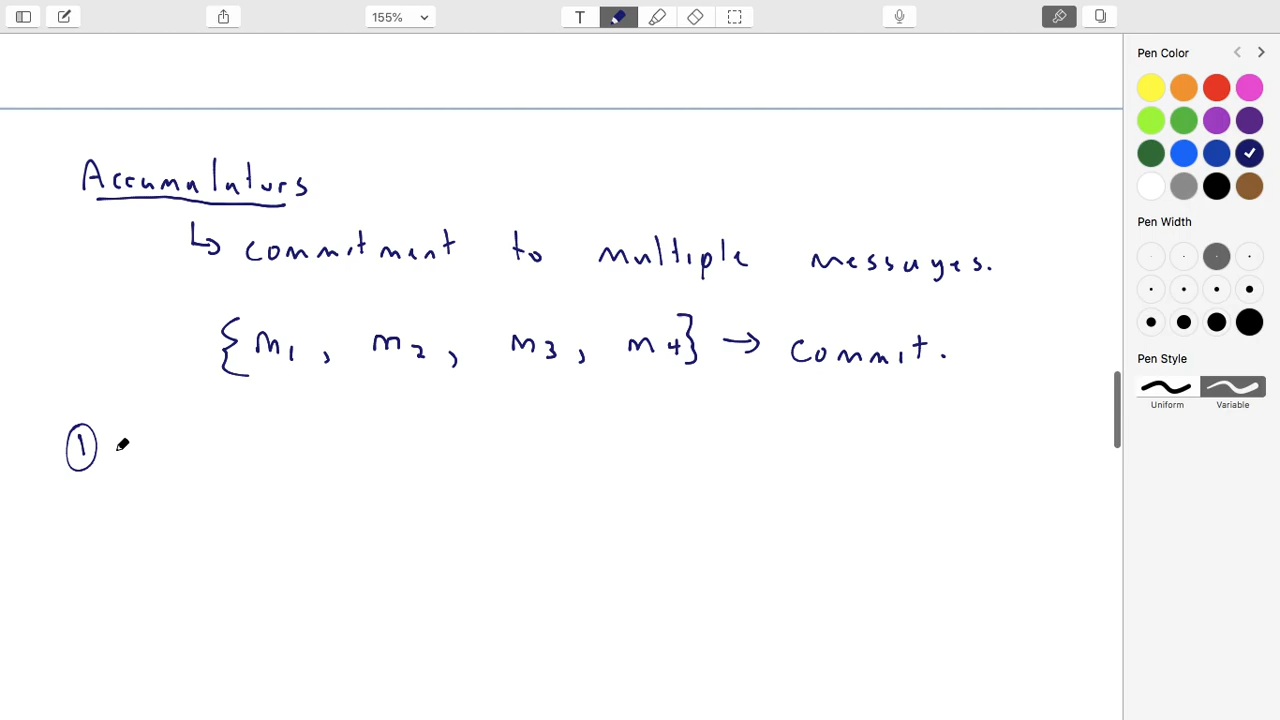 155%
T
Pen Color
Accumulators
↳ commitment to multiple messages.
{m1, m2, m3, m4} → commit.
①
Pen Width
Pen Style
Uniform Variable